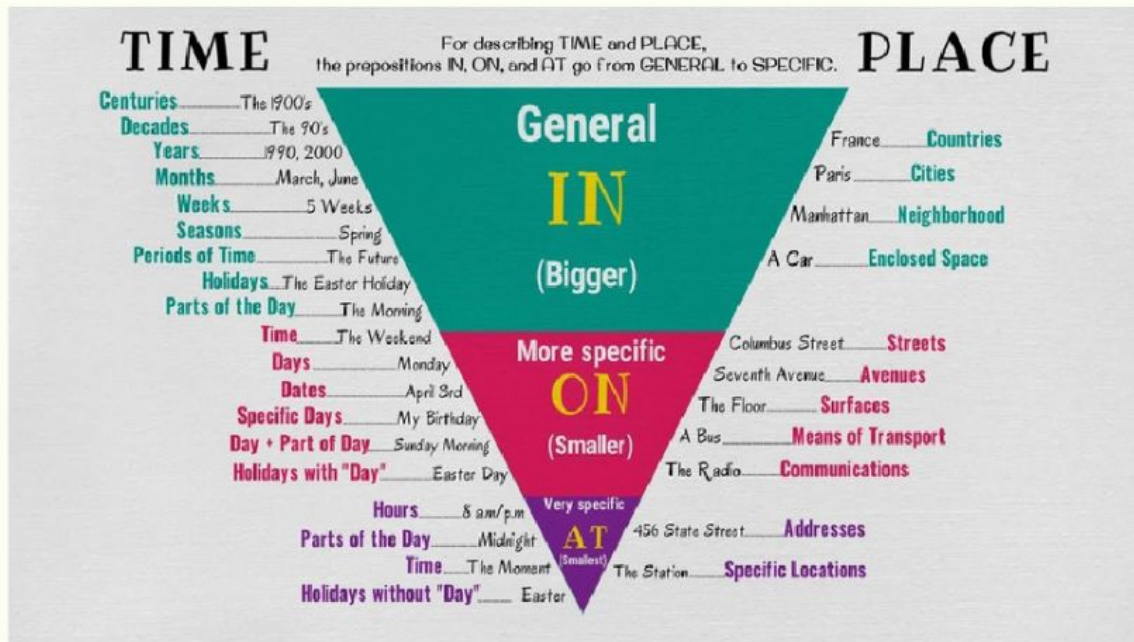 TIME
For describing TIME and PLACE,
the prepositions IN, ON, and AT go from GENERAL to SPECIFIC.
PLACE
Centuries The 1900's
Decades The 90's
Years 1990, 2000
Months March, June
Weeks 5 Weeks
Seasons Spring
Periods of Time The Future
Holidays The Easter Holiday
Parts of the Day The Morning
Time The Weekend
Days Monday
Dates April 3rd
Specific Days My Birthday
Day + Part of Day Sunday Morning
Holidays with "Day" Easter Day
Hours 8 am/p.m
Parts of the Day Midnight
Time The Moment
Holidays without "Day" Easter
General
IN
(Bigger)
More specific
ON
(Smaller)
Very specific
AT
(Smallest)
France Countries
Paris Cities
Manhattan Neighborhood
A Car Enclosed Space
Columbus Street Streets
Seventh Avenue Avenues
The Floor Surfaces
A Bus Means of Transport
The Radio Communications
456 State Street Addresses
The Station Specific Locations